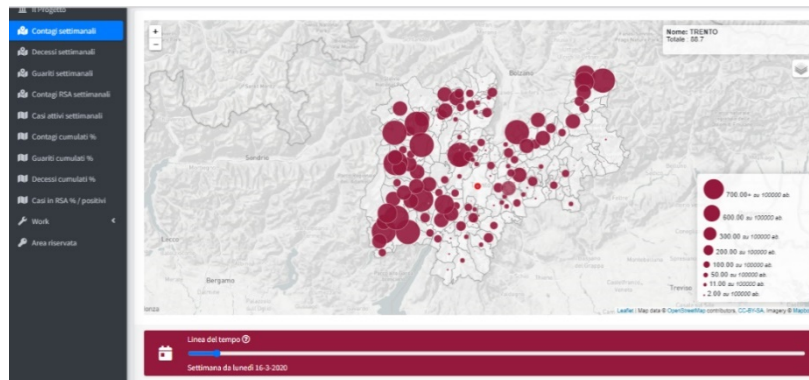 Il Progetto
Contagi settimanali
Decessi settimanali
Guariti settimanali
Contagi RSA settimanali
Casi attivi settimanali
Contagi cumulati %
Guariti cumulati %
Decessi cumulati %
Casi in RSA % / positivi
Work
Area riservata
+
−
Nome: TRENTO
Totale : 88.7
Bolzano
Sondrio
Lecco
Bergamo
Treviso
700.00+ su 100000 ab.
600.00 su 100000 ab.
300.00 su 100000 ab.
200.00 su 100000 ab.
100.00 su 100000 ab.
50.00 su 100000 ab.
11.00 su 100000 ab.
2.00 su 100000 ab.
Leaflet | Map data © OpenStreetMap contributors, CC-BY-SA, Imagery ©
Linea del tempo
Settimana da lunedì 16-3-2020